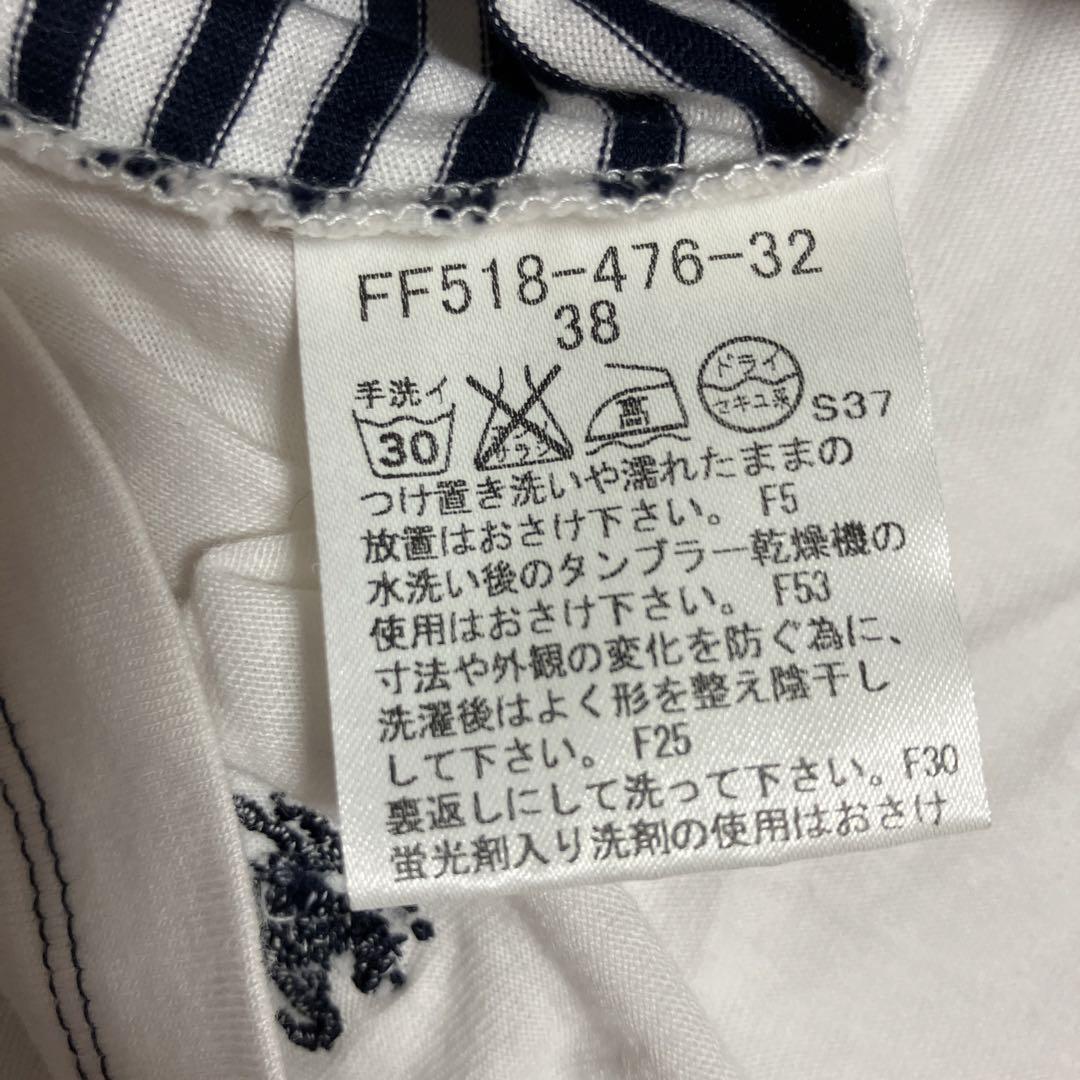 FF518-476-32
38
手洗イ
30
サラシ
高
ドライ
セキユ系
S37
つけ置き洗いや濡れたままの
放置はおさけ下さい。 F5
水洗い後のタンブラー乾燥機の
使用はおさけ下さい。 F53
寸法や外観の変化を防ぐ為に、
洗濯後はよく形を整え陰干し
して下さい。 F25
裏返しにして洗って下さい。F30
蛍光剤入り洗剤の使用はおさけ